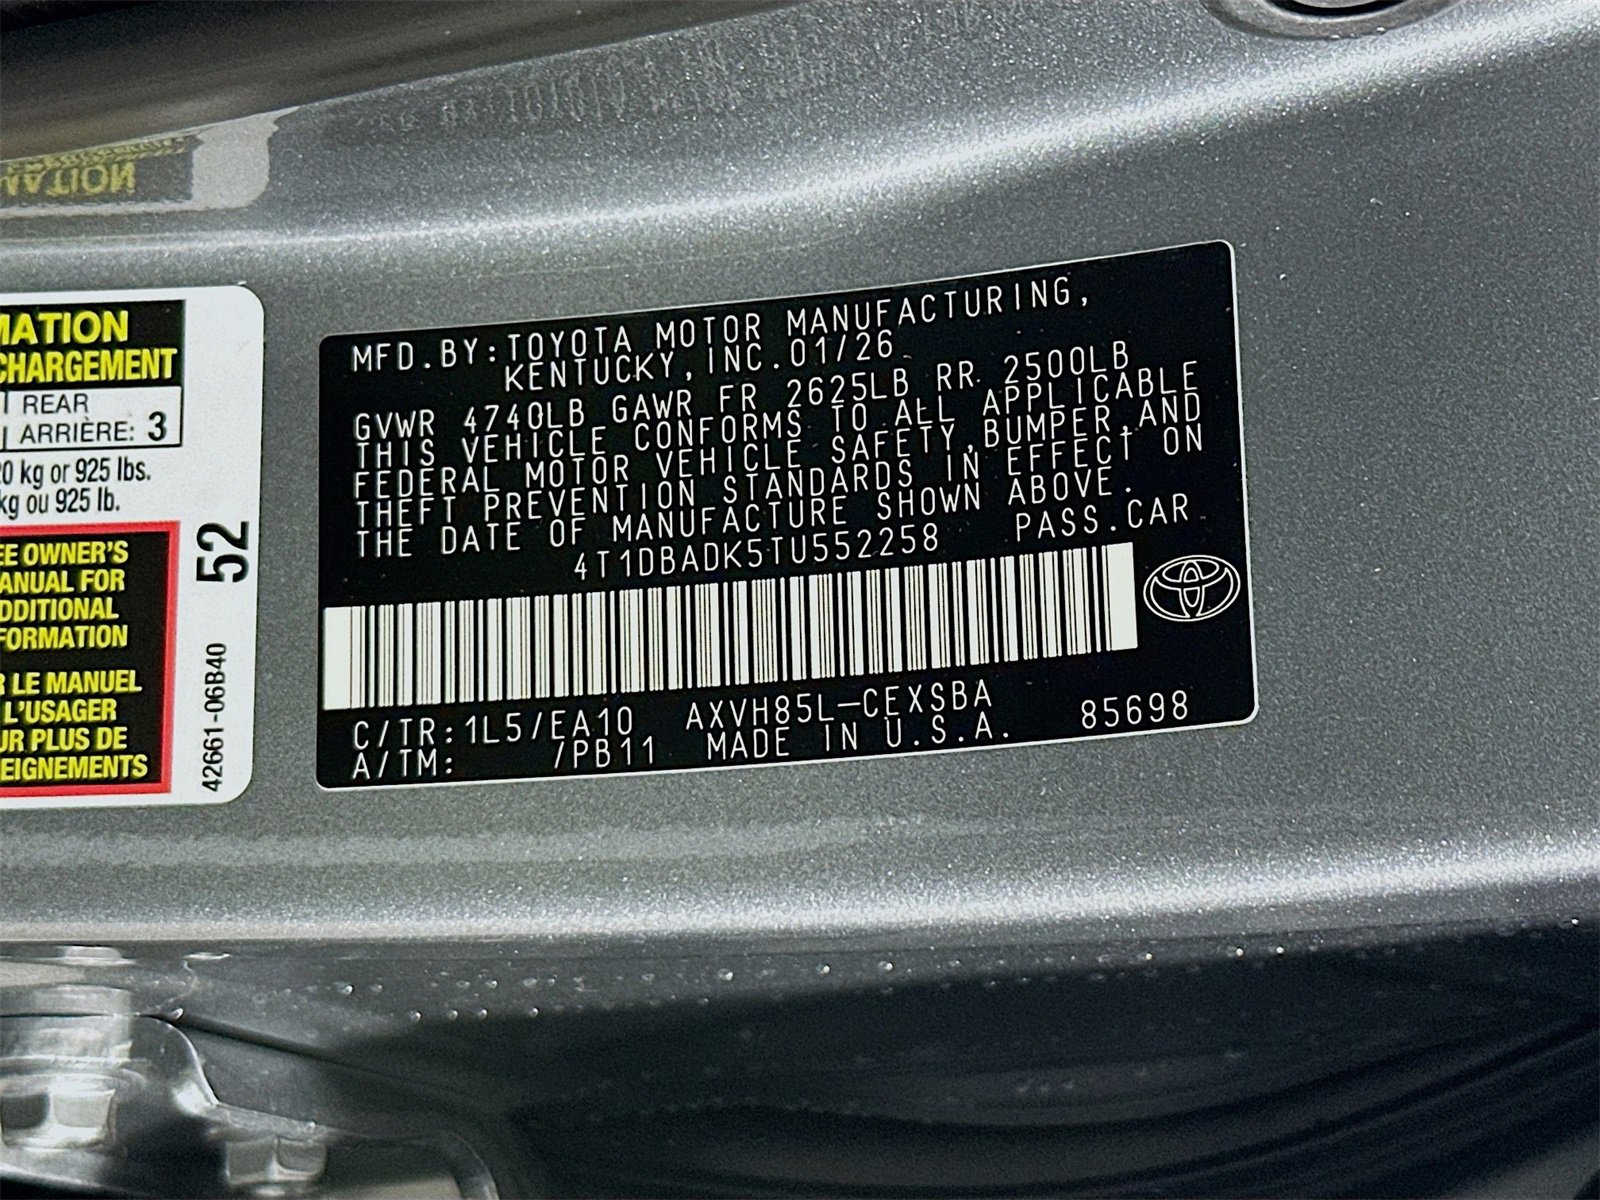 MATION
CHARGEMENT
REAR
ARRIÈRE: 3
0 kg or 925 lbs.
kg ou 925 lb.
EE OWNER'S
ANUAL FOR
DDITIONAL
FORMATION
R LE MANUEL
L'USAGER
UR PLUS DE
EIGNEMENTS
52
42661-06B40
MFD.BY:TOYOTA MOTOR MANUFACTURING,
KENTUCKY,INC.01/26
GVWR 4740LB GAWR FR 2625LB RR 2500LB
THIS VEHICLE CONFORMS TO ALL APPLICABLE
FEDERAL MOTOR VEHICLE SAFETY,BUMPER,AND
THEFT PREVENTION STANDARDS IN EFFECT ON
THE DATE OF MANUFACTURE SHOWN ABOVE.
4T1DBADK5TU552258 PASS.CAR
C/TR:1L5/EA10 AXVH85L-CEXSBA
A/TM: /PB11 MADE IN U.S.A. 85698